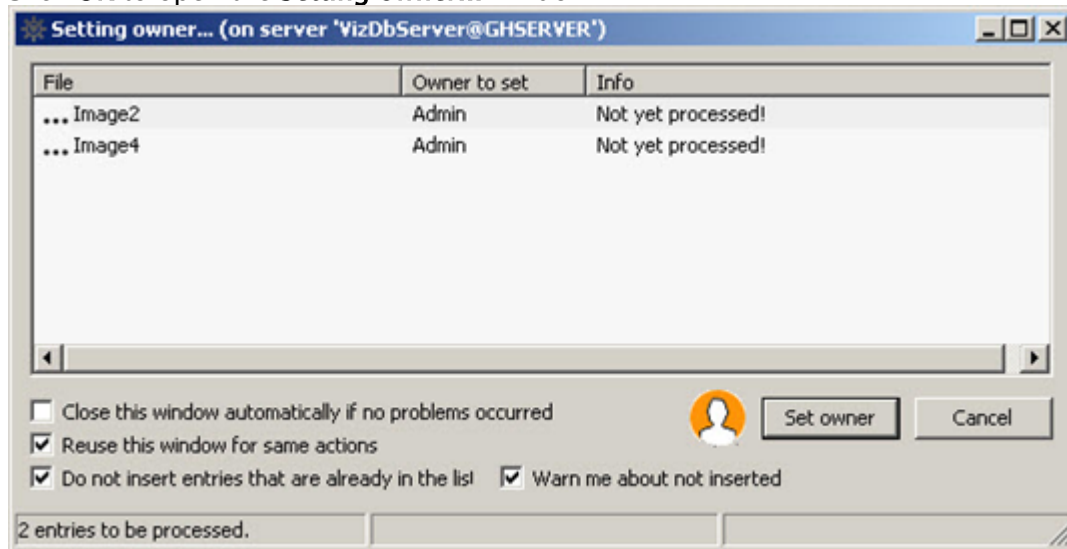 Setting owner... (on server 'VizDbServer@GHSERVER')
File Owner to set Info
... Image2 Admin Not yet processed!
... Image4 Admin Not yet processed!
Close this window automatically if no problems occurred
Set owner Cancel
Reuse this window for same actions
Do not insert entries that are already in the list Warn me about not inserted
2 entries to be processed.